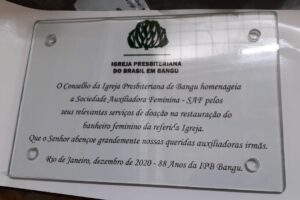 IGREJA PRESBITERIANA
DO BRASIL EM BANGU
O Conselho da Igreja Presbiteriana de Bangu homenageia
a Sociedade Auxiliadora Feminina - SAF pelos
seus relevantes serviços de doação na restauração do
banheiro feminino da referida Igreja.
Que o Senhor abençoe grandemente nossas queridas auxiliadoras irmãs.
Rio de Janeiro, dezembro de 2020 - 88 Anos da IPB Bangu.